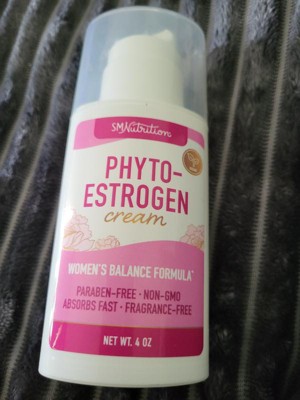 SMNutrition
PHYTO-
ESTROGEN
cream
WOMEN'S BALANCE FORMULA*
PARABEN-FREE • NON-GMO
ABSORBS FAST • FRAGRANCE-FREE
NET WT. 4 OZ